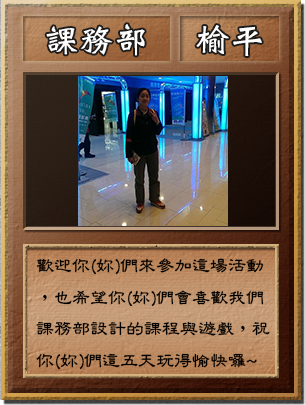 課務部 榆平
歡迎你(妳)們來參加這場活動
，也希望你(妳)們會喜歡我們
課務部設計的課程與遊戲，祝
你(妳)們這五天玩得愉快囉~